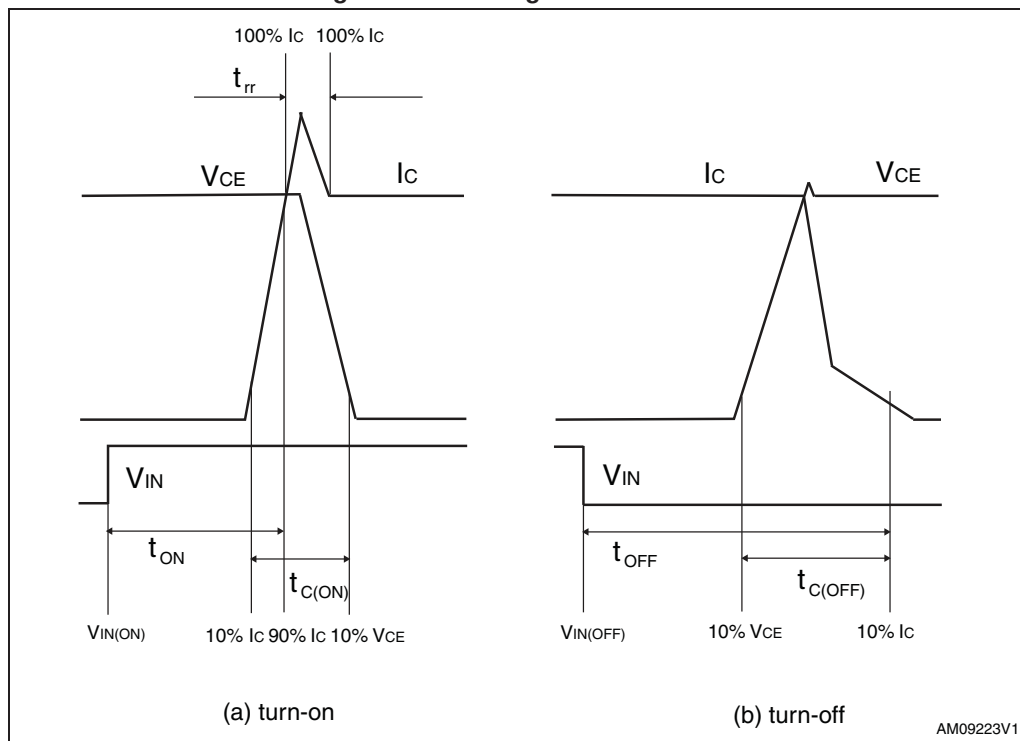 100% IC 100% IC
trr
VCE IC
IC VCE
VIN
VIN
tON
tOFF
tC(ON)
tC(OFF)
VIN(ON) 10% IC 90% IC 10% VCE
VIN(OFF) 10% VCE 10% IC
(a) turn-on
(b) turn-off
AM09223V1